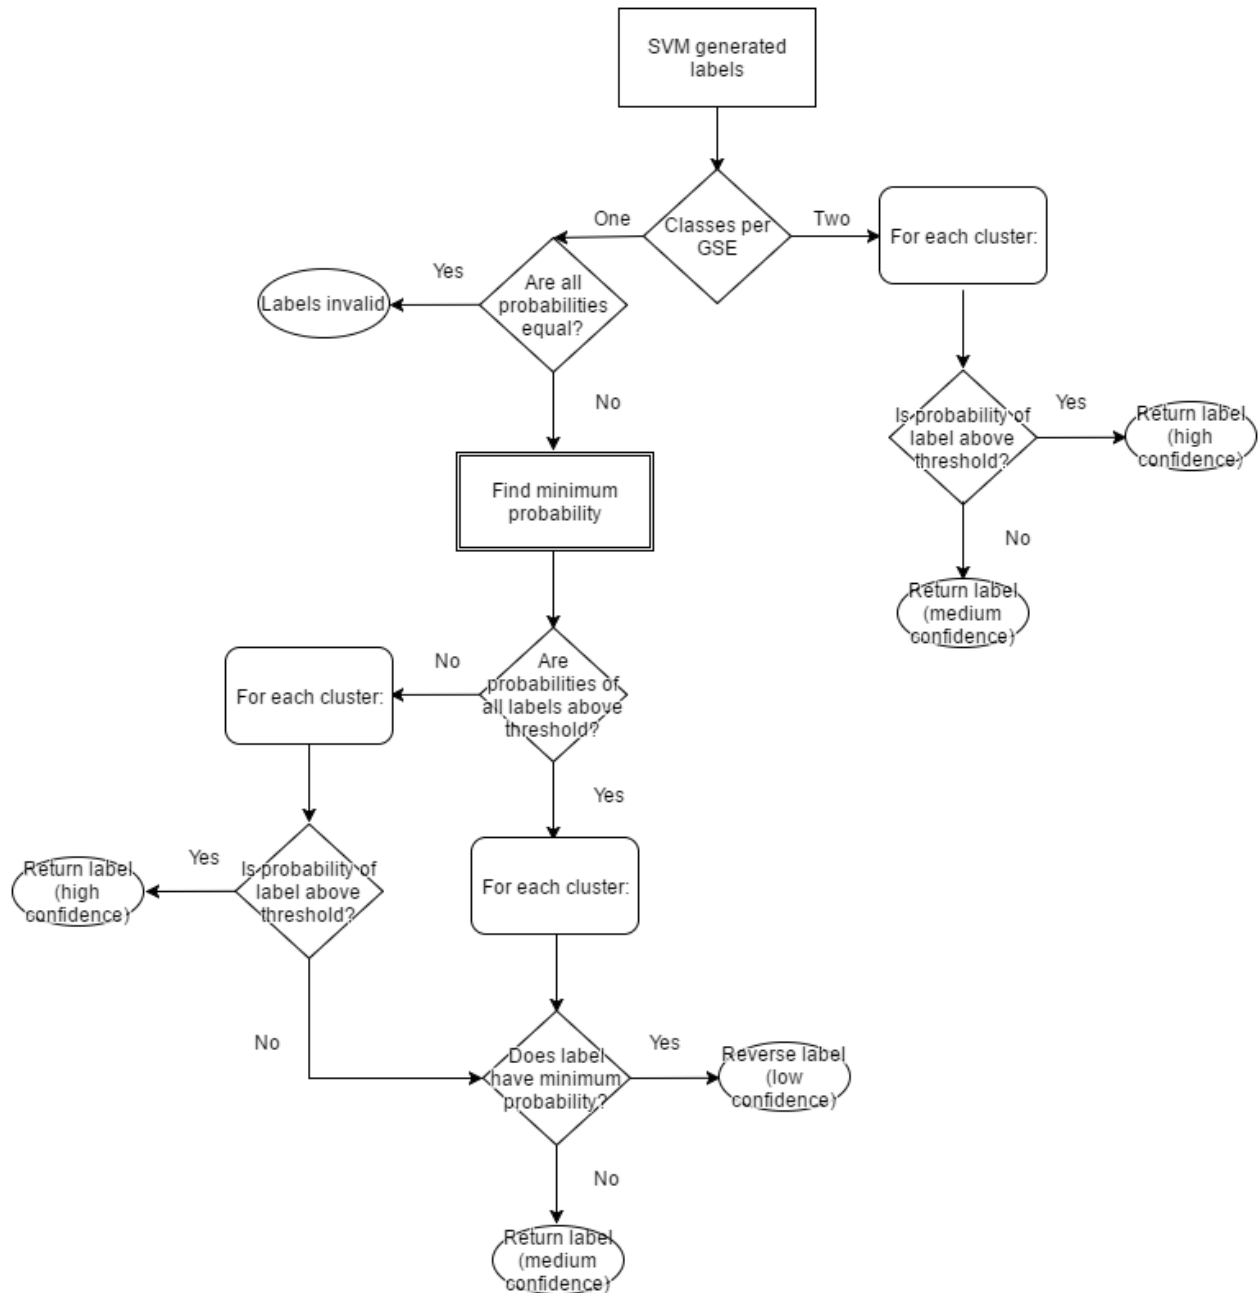 SVM generated
labels
One
Classes per
GSE
Two
For each cluster:
Yes
Are all
probabilities
equal?
Labels invalid
No
Is probability of
label above
threshold?
Yes
Return label
(high
confidence)
Find minimum
probability
No
Return label
(medium
confidence)
For each cluster:
No
Are
probabilities of
all labels above
threshold?
Yes
Return label
(high
confidence)
Yes
Is probability of
label above
threshold?
For each cluster:
No
Does label
have minimum
probability?
Yes
Reverse label
(low
confidence)
No
Return label
(medium
confidence)